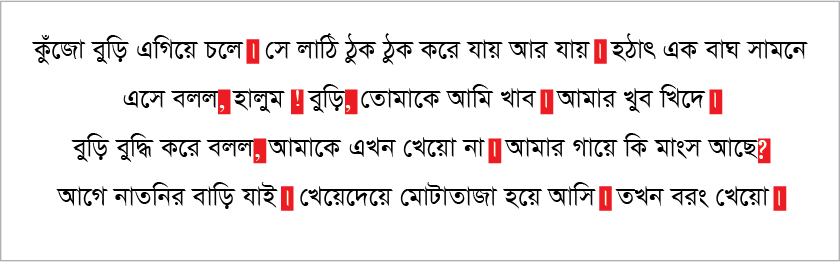 কুঁজো বুড়ি এগিয়ে চলে। সে লাঠি ঠুক ঠুক করে যায় আর যায়। হঠাৎ এক বাঘ সামনে
এসে বলল, হালুম ! বুড়ি, তোমাকে আমি খাব। আমার খুব খিদে।
বুড়ি বুদ্ধি করে বলল, আমাকে এখন খেয়ো না। আমার গায়ে কি মাংস আছে?
আগে নাতনির বাড়ি যাই। খেয়েদেয়ে মোটাতাজা হয়ে আসি। তখন বরং খেয়ো।